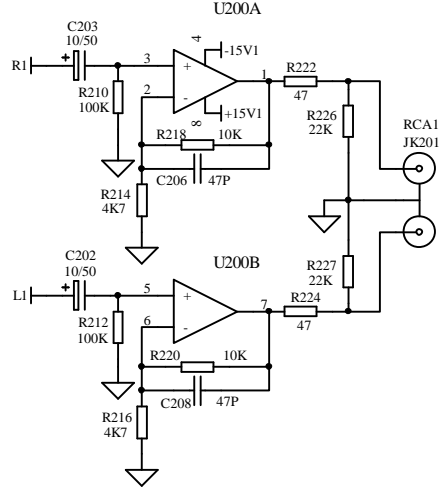 U200A
C203
10/50
R1
+
3
2
+
-
4
-15V1
+15V1
8
1
R210
100K
R218
10K
C206
47P
R214
4K7
R222
47
R226
22K
RCA1
JK201
U200B
C202
10/50
L1
+
5
6
+
-
7
R212
100K
R220
10K
C208
47P
R216
4K7
R224
47
R227
22K